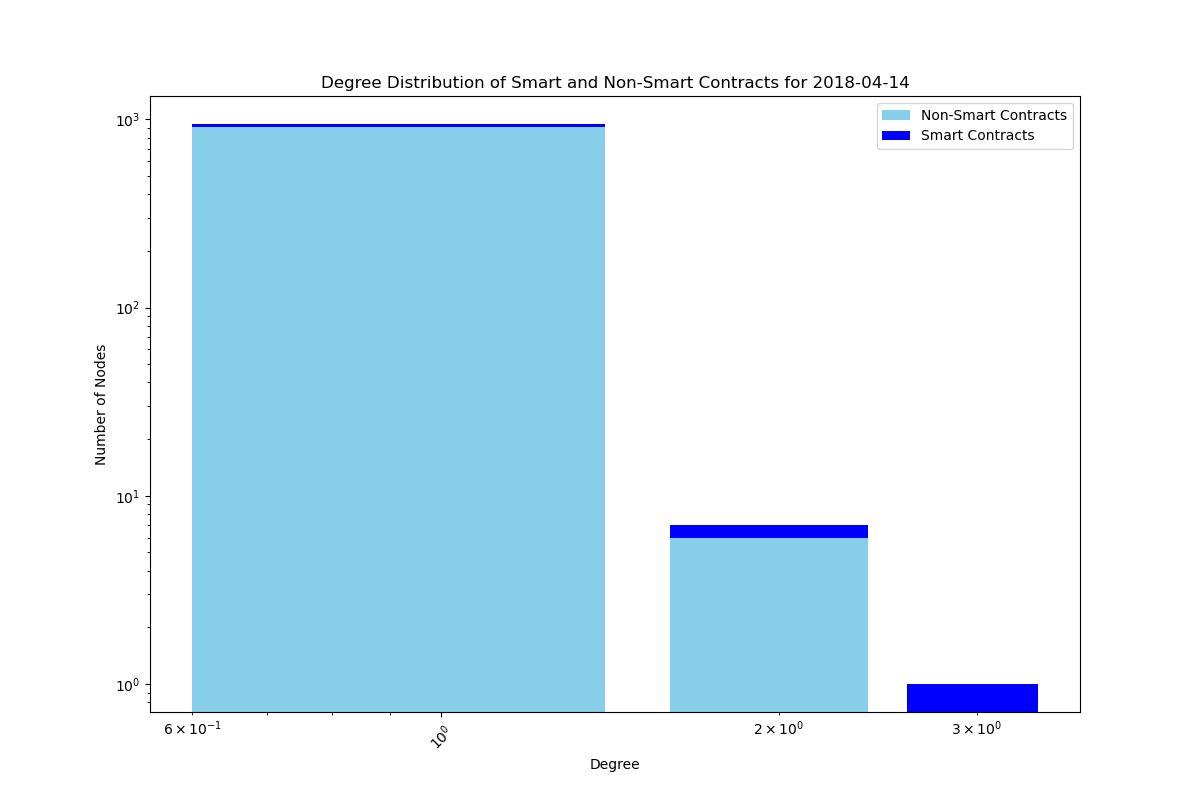 Degree Distribution of Smart and Non-Smart Contracts for 2018-04-14
Non-Smart Contracts
Smart Contracts
Number of Nodes
10³
10²
10¹
10⁰
6 × 10⁻¹
10⁰
2 × 10⁰
3 × 10⁰
Degree